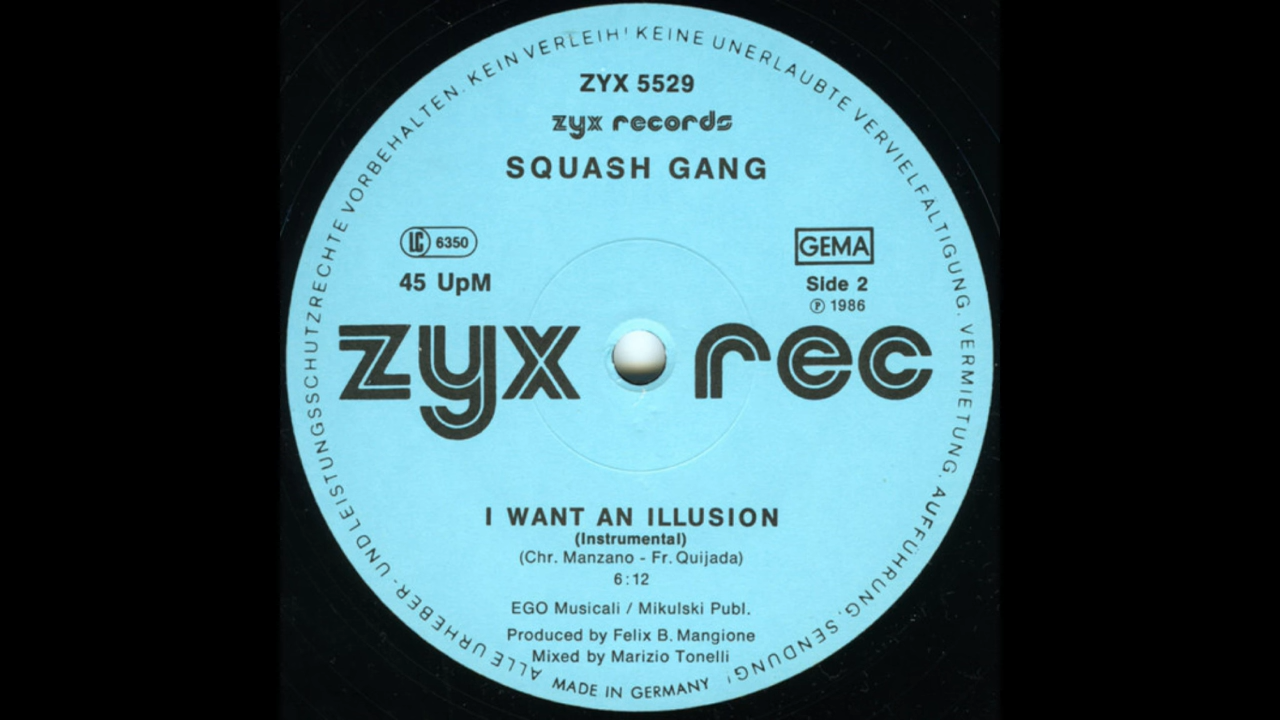 ALLE URHEBER- UND LEISTUNGSSCHUTZRECHTE VORBEHALTEN. KEIN VERLEIH! KEINE UNERLAUBTE VERVIELFÄLTIGUNG, VERMIETUNG, AUFFÜHRUNG, SENDUNG!
ZYX 5529
zyx records
SQUASH GANG
LC 6350
GEMA
45 UpM
Side 2
℗ 1986
zyx rec
I WANT AN ILLUSION
(Instrumental)
(Chr. Manzano - Fr. Quijada)
6:12
EGO Musicali / Mikulski Publ.
Produced by Felix B. Mangione
Mixed by Marizio Tonelli
MADE IN GERMANY